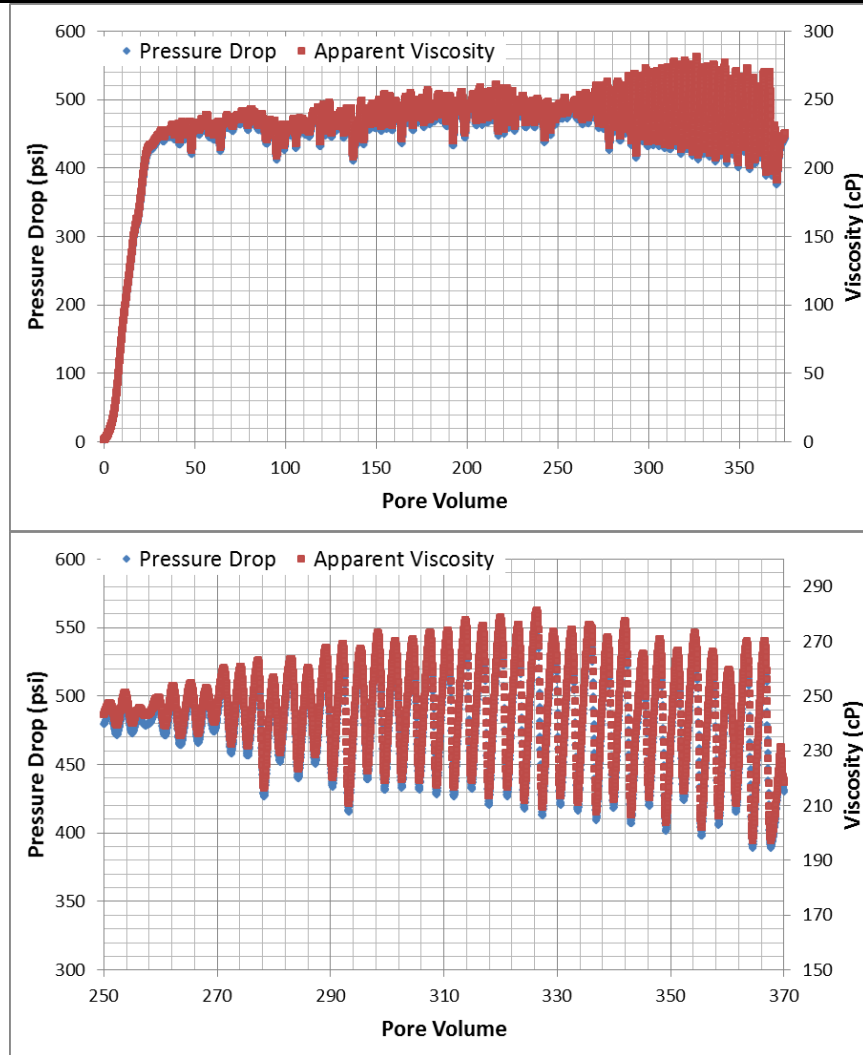 Pressure Drop Apparent Viscosity
600
500
400
300
200
100
0
Pressure Drop (psi)
300
250
200
150
100
50
0
Viscosity (cP)
0 50 100 150 200 250 300 350
Pore Volume
Pressure Drop Apparent Viscosity
600
550
500
450
400
350
300
Pressure Drop (psi)
290
270
250
230
210
190
170
150
Viscosity (cP)
250 270 290 310 330 350 370
Pore Volume